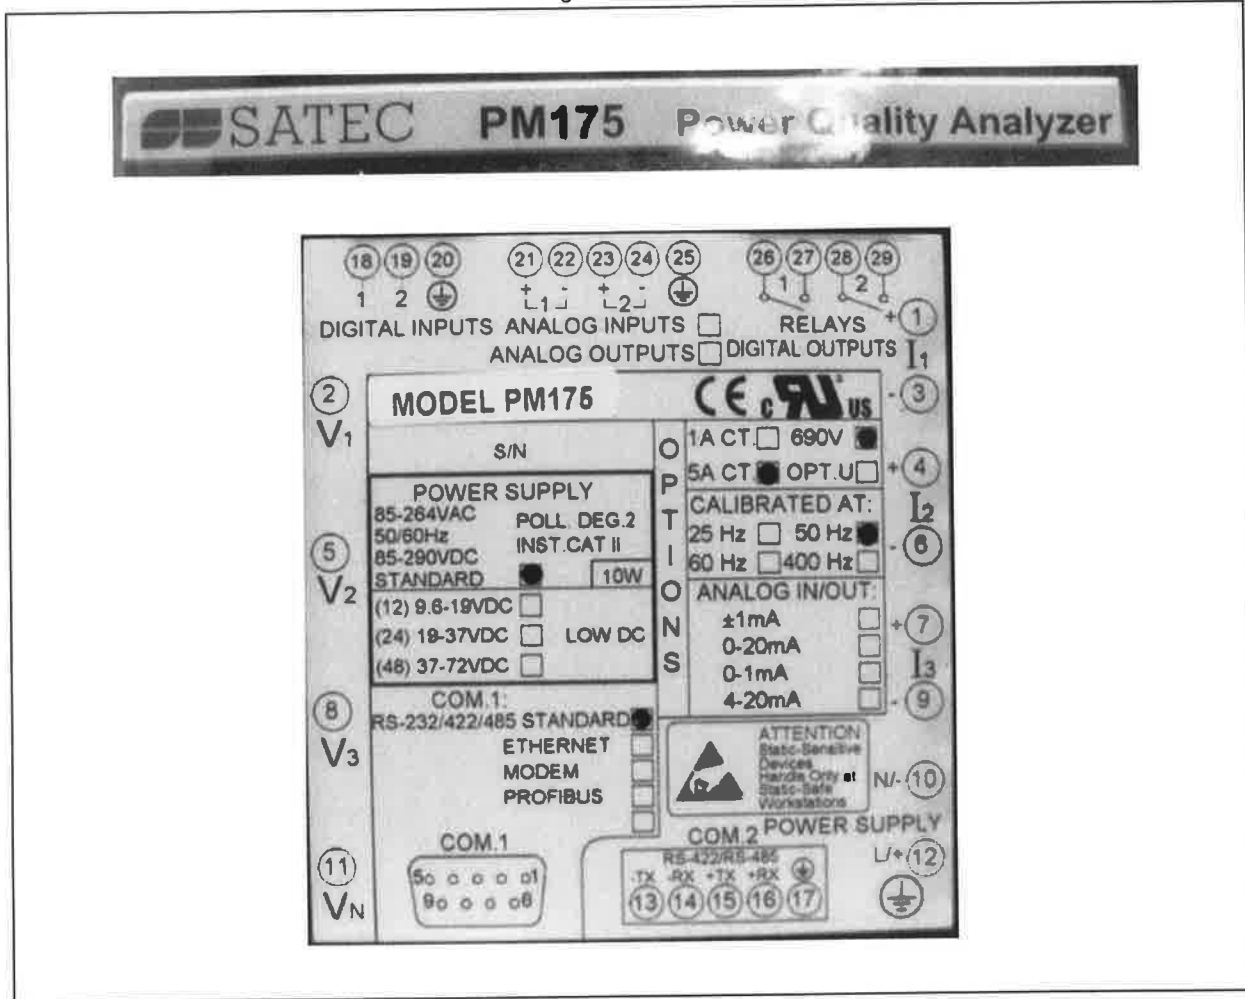 SATEC PM175 Power Quality Analyzer
18 19 20 21 22 23 24 25 26 27 28 29
1 2 + - + - 1 2
1 2
DIGITAL INPUTS ANALOG INPUTS RELAYS + 1
ANALOG OUTPUTS DIGITAL OUTPUTS I1
2 MODEL PM175 CE c RU US - 3
V1
S/N
OPTIONS
1A CT. 690V
5A CT. OPT.U + 4
I2
POWER SUPPLY
85-264VAC
50/60Hz
85-290VDC
STANDARD
POLL. DEG.2
INST.CAT II
10W
CALIBRATED AT:
25 Hz 50 Hz
60 Hz 400 Hz
- 6
5
V2
(12) 9.6-19VDC
(24) 19-37VDC LOW DC
(48) 37-72VDC
ANALOG IN/OUT:
±1mA + 7
0-20mA
0-1mA I3
4-20mA - 9
8
V3
COM.1:
RS-232/422/485 STANDARD
ETHERNET
MODEM
PROFIBUS
ATTENTION
Static-Sensitive
Devices
Handle Only at
Static-Safe
Workstations
N/- 10
POWER SUPPLY
L/+ 12
11
VN
COM.1
5 1
9 6
COM.2
RS-422/RS-485
-TX -RX +TX +RX
13 14 15 16 17